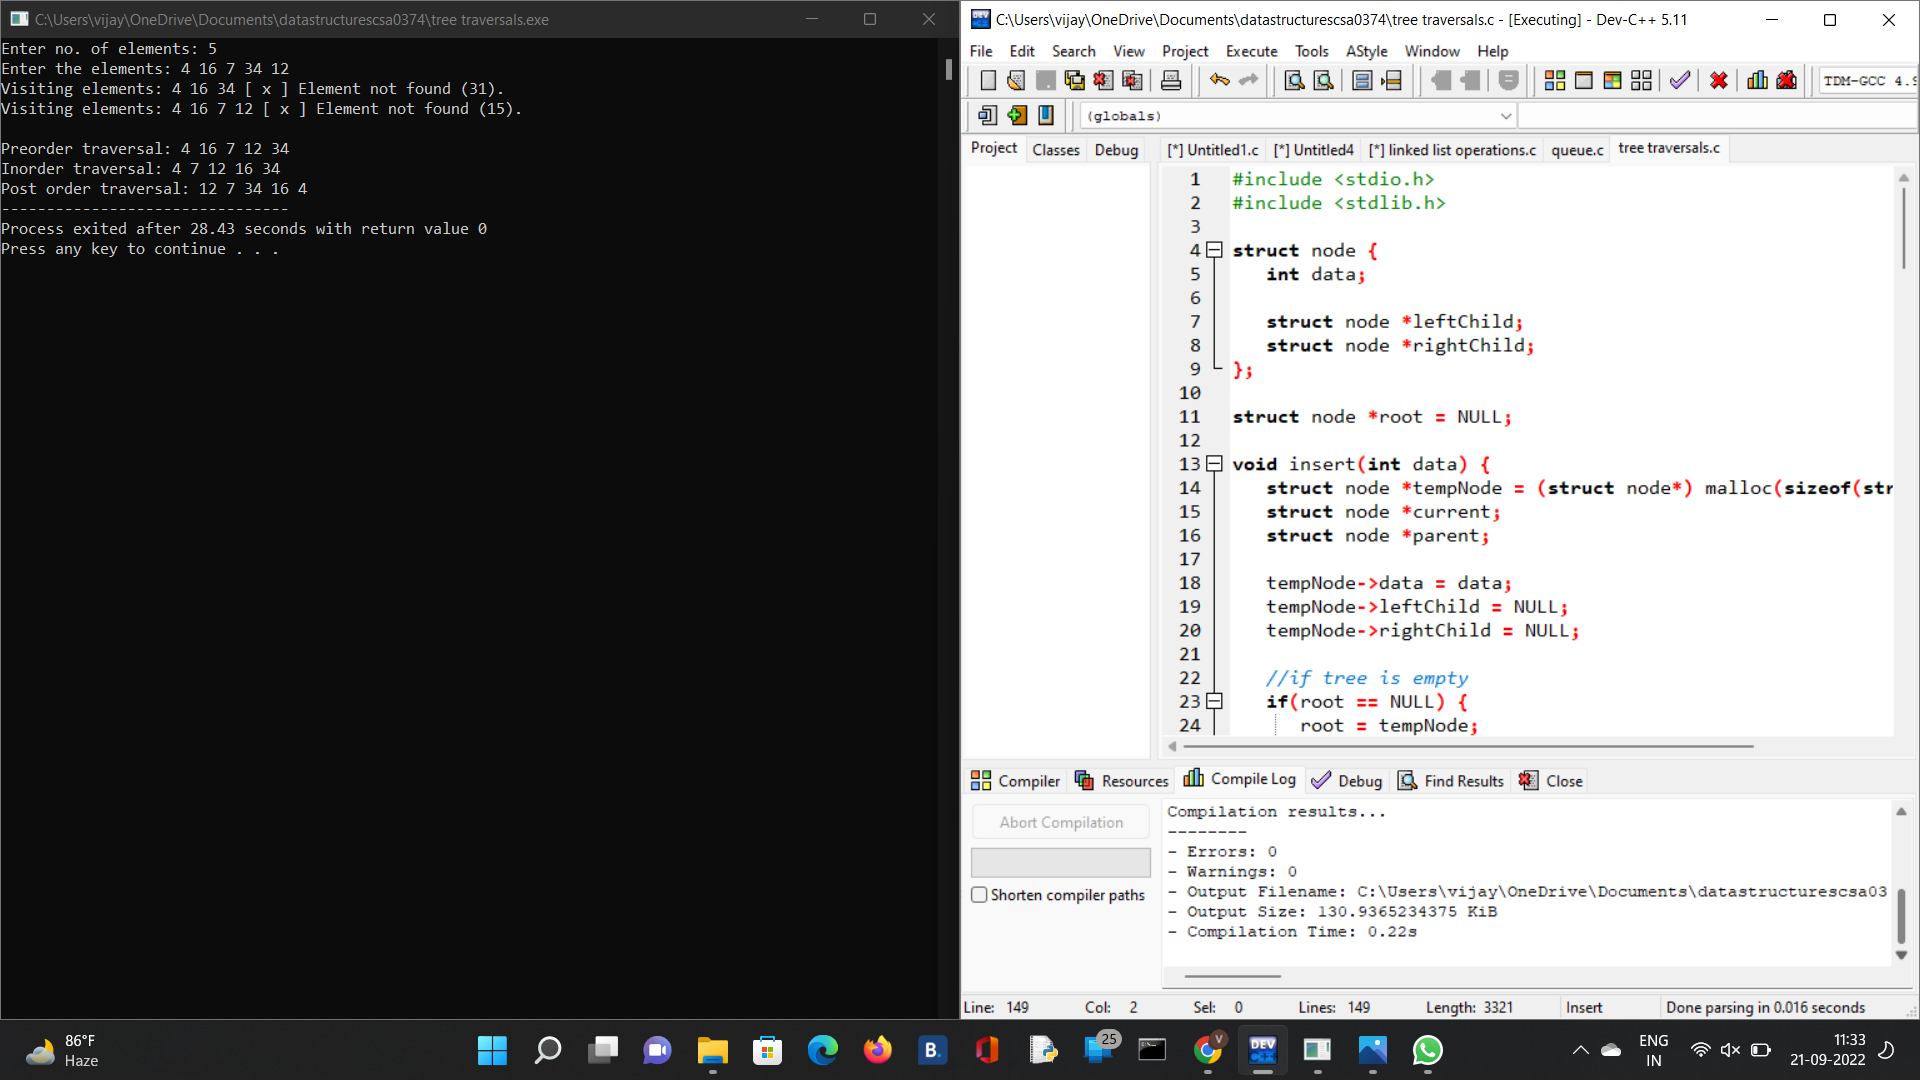 C:\Users\vijay\OneDrive\Documents\datastructurescsa0374\tree traversals.exe
Enter no. of elements: 5
Enter the elements: 4 16 7 34 12
Visiting elements: 4 16 34 [ x ] Element not found (31).
Visiting elements: 4 16 7 12 [ x ] Element not found (15).
Preorder traversal: 4 16 7 12 34
Inorder traversal: 4 7 12 16 34
Post order traversal: 12 7 34 16 4
--------------------------------
Process exited after 28.43 seconds with return value 0
Press any key to continue . . .
C:\Users\vijay\OneDrive\Documents\datastructurescsa0374\tree traversals.c - [Executing] - Dev-C++ 5.11
File Edit Search View Project Execute Tools AStyle Window Help
TDM-GCC 4.9
(globals)
Project Classes Debug
[*] Untitled1.c [*] Untitled4 [*] linked list operations.c queue.c tree traversals.c
1 #include <stdio.h>
2 #include <stdlib.h>
3
4 struct node {
5 int data;
6
7 struct node *leftChild;
8 struct node *rightChild;
9 };
10
11 struct node *root = NULL;
12
13 void insert(int data) {
14 struct node *tempNode = (struct node*) malloc(sizeof(str
15 struct node *current;
16 struct node *parent;
17
18 tempNode->data = data;
19 tempNode->leftChild = NULL;
20 tempNode->rightChild = NULL;
21
22 //if tree is empty
23 if(root == NULL) {
24 root = tempNode;
Compiler Resources Compile Log Debug Find Results Close
Abort Compilation
Shorten compiler paths
Compilation results...
--------
- Errors: 0
- Warnings: 0
- Output Filename: C:\Users\vijay\OneDrive\Documents\datastructurescsa03
- Output Size: 130.9365234375 KiB
- Compilation Time: 0.22s
Line: 149 Col: 2 Sel: 0 Lines: 149 Length: 3321 Insert Done parsing in 0.016 seconds
86°F
Haze
B.
25
V
DEV
C++
ENG
IN
11:33
21-09-2022